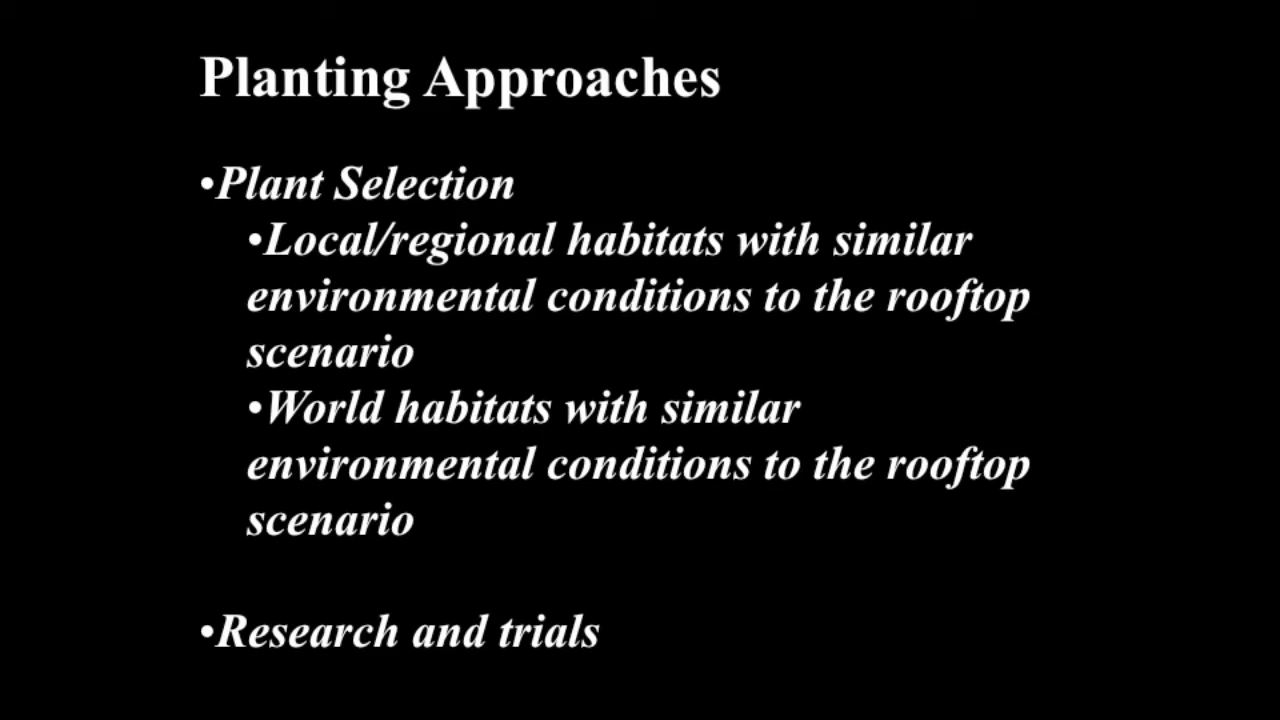 Planting Approaches
•Plant Selection
•Local/regional habitats with similar
environmental conditions to the rooftop
scenario
•World habitats with similar
environmental conditions to the rooftop
scenario
•Research and trials